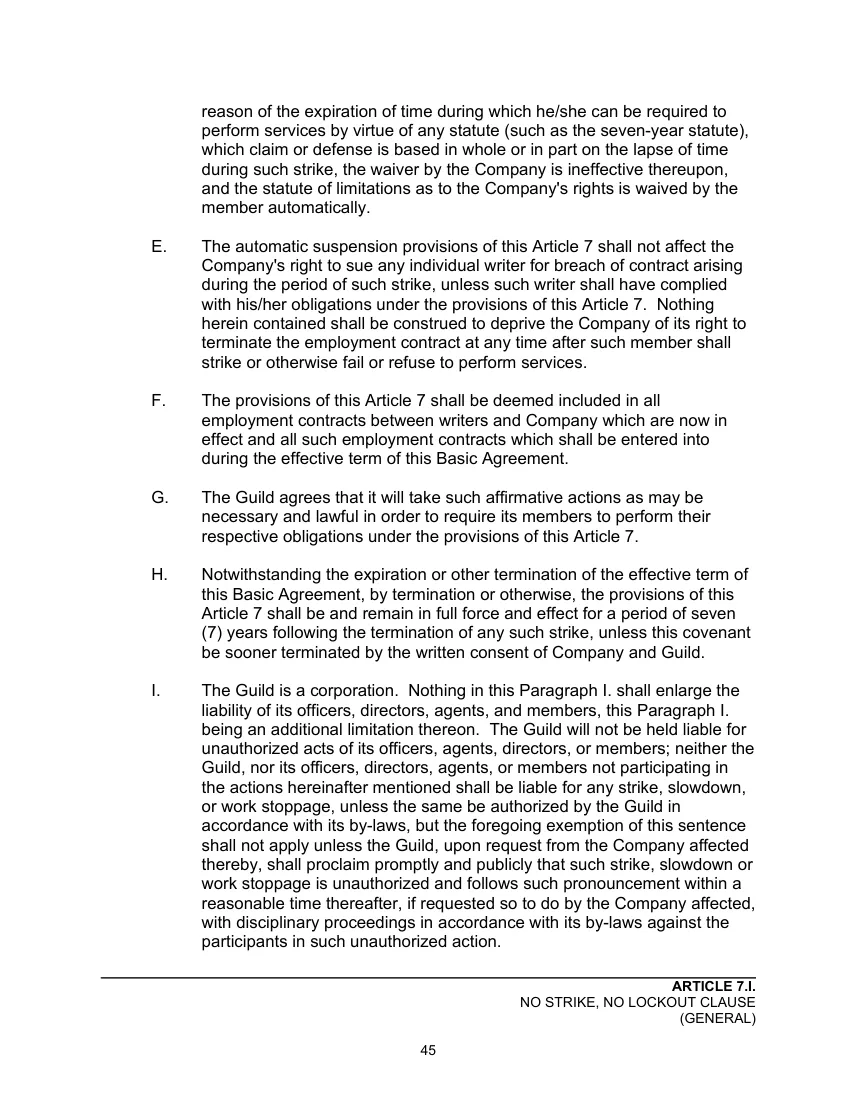 reason of the expiration of time during which he/she can be required to
perform services by virtue of any statute (such as the seven-year statute),
which claim or defense is based in whole or in part on the lapse of time
during such strike, the waiver by the Company is ineffective thereupon,
and the statute of limitations as to the Company's rights is waived by the
member automatically.
E. The automatic suspension provisions of this Article 7 shall not affect the
Company's right to sue any individual writer for breach of contract arising
during the period of such strike, unless such writer shall have complied
with his/her obligations under the provisions of this Article 7. Nothing
herein contained shall be construed to deprive the Company of its right to
terminate the employment contract at any time after such member shall
strike or otherwise fail or refuse to perform services.
F. The provisions of this Article 7 shall be deemed included in all
employment contracts between writers and Company which are now in
effect and all such employment contracts which shall be entered into
during the effective term of this Basic Agreement.
G. The Guild agrees that it will take such affirmative actions as may be
necessary and lawful in order to require its members to perform their
respective obligations under the provisions of this Article 7.
H. Notwithstanding the expiration or other termination of the effective term of
this Basic Agreement, by termination or otherwise, the provisions of this
Article 7 shall be and remain in full force and effect for a period of seven
(7) years following the termination of any such strike, unless this covenant
be sooner terminated by the written consent of Company and Guild.
I. The Guild is a corporation. Nothing in this Paragraph I. shall enlarge the
liability of its officers, directors, agents, and members, this Paragraph I.
being an additional limitation thereon. The Guild will not be held liable for
unauthorized acts of its officers, agents, directors, or members; neither the
Guild, nor its officers, directors, agents, or members not participating in
the actions hereinafter mentioned shall be liable for any strike, slowdown,
or work stoppage, unless the same be authorized by the Guild in
accordance with its by-laws, but the foregoing exemption of this sentence
shall not apply unless the Guild, upon request from the Company affected
thereby, shall proclaim promptly and publicly that such strike, slowdown or
work stoppage is unauthorized and follows such pronouncement within a
reasonable time thereafter, if requested so to do by the Company affected,
with disciplinary proceedings in accordance with its by-laws against the
participants in such unauthorized action.
ARTICLE 7.I.
NO STRIKE, NO LOCKOUT CLAUSE
(GENERAL)
45